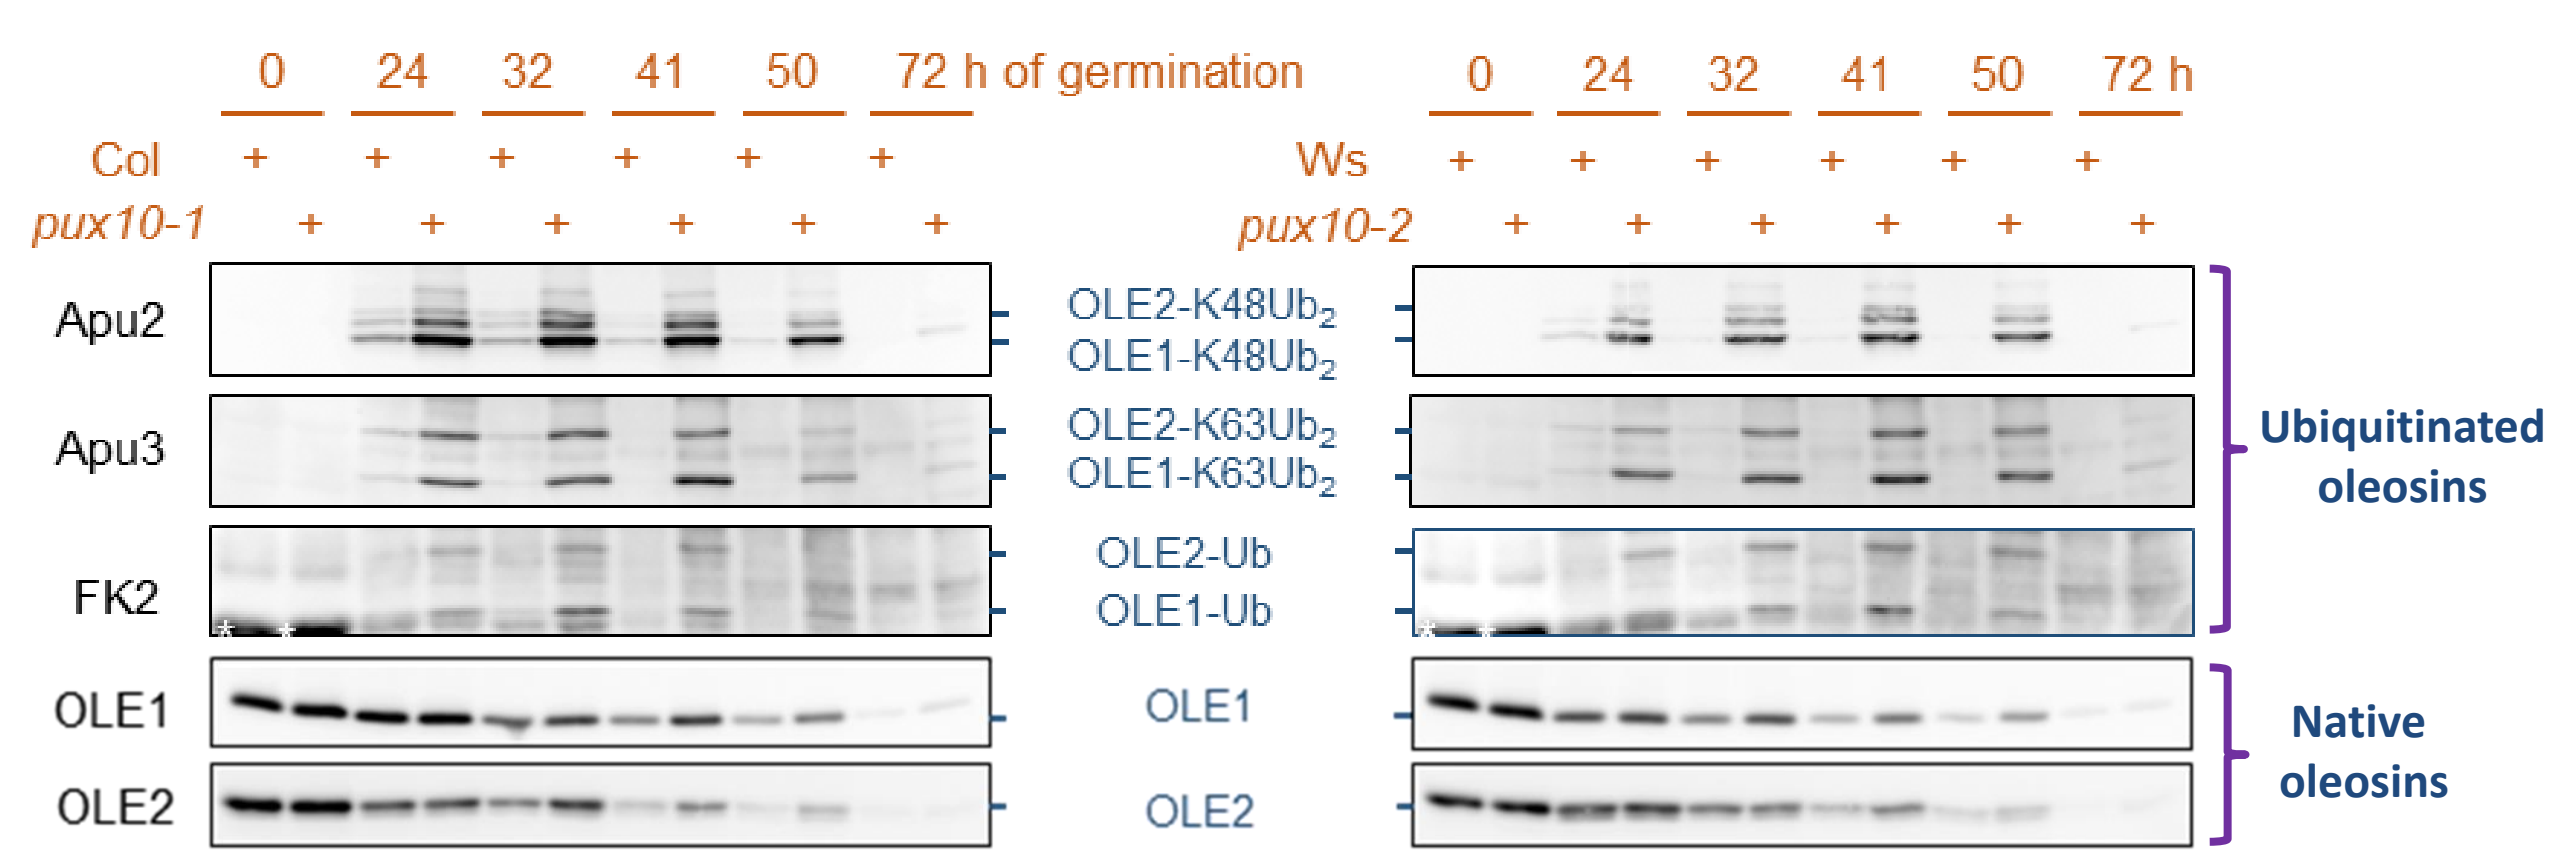 0 24 32 41 50 72 h of germination
Col + + + + + +
pux10-1 + + + + + +
0 24 32 41 50 72 h
Ws + + + + + +
pux10-2 + + + + + +
Apu2
OLE2-K48Ub2
OLE1-K48Ub2
Apu3
OLE2-K63Ub2
OLE1-K63Ub2
FK2
* *
OLE2-Ub
OLE1-Ub
* *
OLE1
OLE1
OLE2
OLE2
Ubiquitinated
oleosins
Native
oleosins